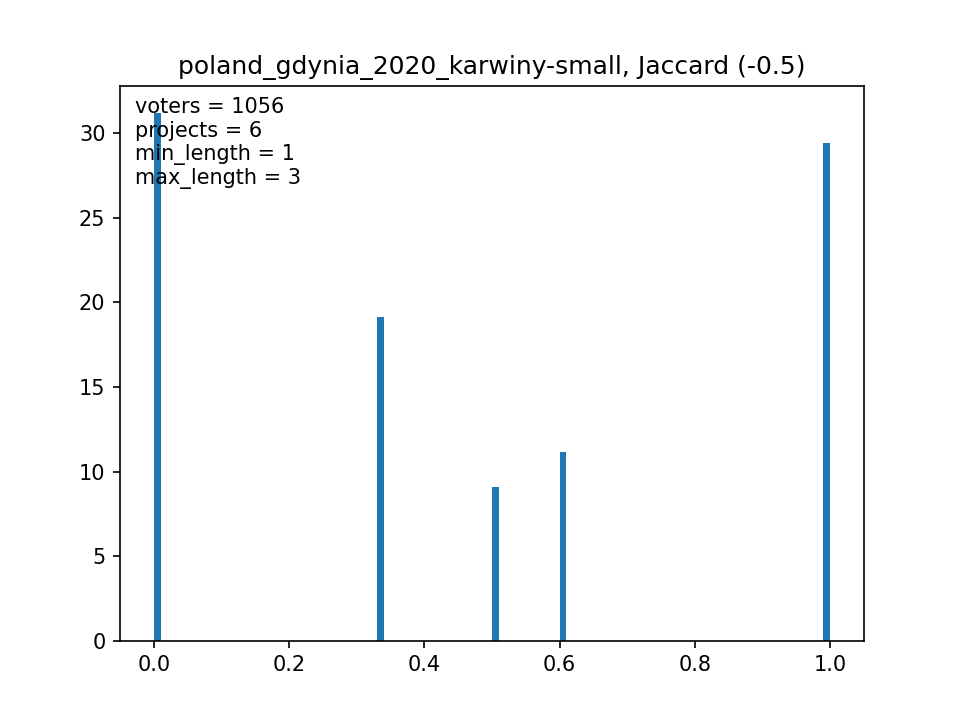 poland_gdynia_2020_karwiny-small, Jaccard (-0.5)
voters = 1056
projects = 6
min_length = 1
max_length = 3
30
25
20
15
10
5
0
0.0 0.2 0.4 0.6 0.8 1.0